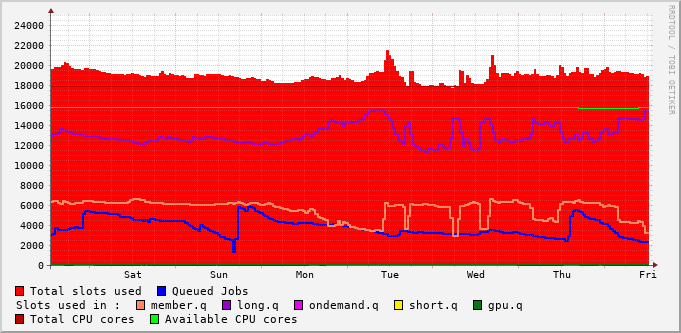 24000
22000
20000
18000
16000
14000
12000
10000
8000
6000
4000
2000
0
Sat Sun Mon Tue Wed Thu Fri
RRDTOOL / TOBI OETIKER
Total slots used Queued Jobs
Slots used in : member.q long.q ondemand.q short.q gpu.q
Total CPU cores Available CPU cores